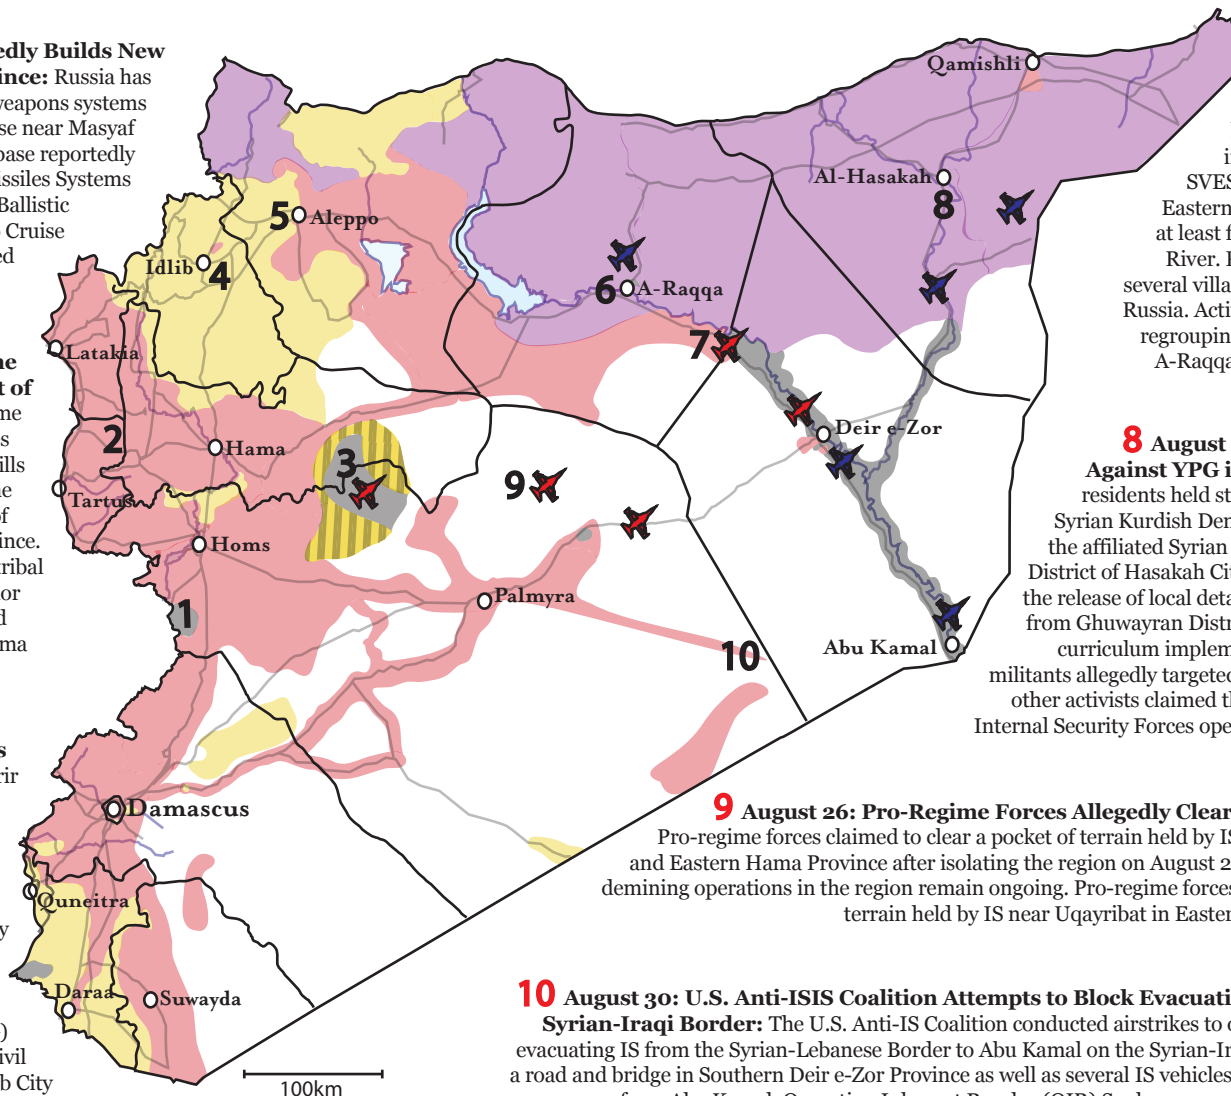 edly Builds New
ince: Russia has
weapons systems
se near Masyaf
base reportedly
issiles Systems
Ballistic
Cruise
ed
ne
t of
me
s
ills
ne
of
ince.
tribal
or
d
ma
s
rir
y
)
ivil
b City
Qamishli
Al-Hasakah
8
5
Aleppo
Idlib
4
6
A-Raqqa
7
Latakia
2
Hama
3
9
Deir e-Zor
Tartus
Homs
1
Palmyra
10
Abu Kamal
Damascus
Quneitra
Daraa
Suwayda
100km
i
SVES
Eastern
at least f
River.
several villa
Russia. Acti
regroupin
A-Raqqa
8 August
Against YPG i
residents held st
Syrian Kurdish Den
the affiliated Syrian
District of Hasakah Ci
the release of local deta
from Ghuwayran Distr
curriculum implem
militants allegedly targeted
other activists claimed th
Internal Security Forces ope
9 August 26: Pro-Regime Forces Allegedly Clear
Pro-regime forces claimed to clear a pocket of terrain held by IS
and Eastern Hama Province after isolating the region on August 2
demining operations in the region remain ongoing. Pro-regime forces
terrain held by IS near Uqayribat in Easter
10 August 30: U.S. Anti-ISIS Coalition Attempts to Block Evacuati
Syrian-Iraqi Border: The U.S. Anti-IS Coalition conducted airstrikes to
evacuating IS from the Syrian-Lebanese Border to Abu Kamal on the Syrian-Ir
a road and bridge in Southern Deir e-Zor Province as well as several IS vehicles